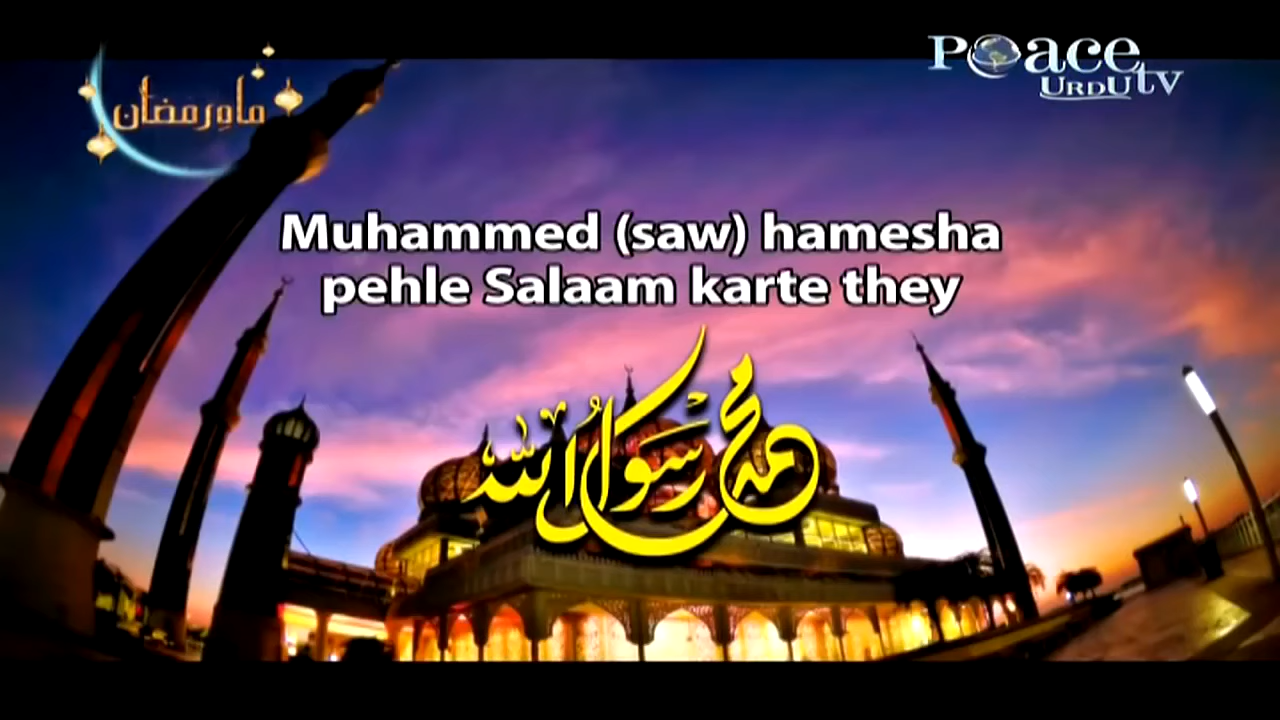 ماہِ رمضان
Peace
URDU TV
Muhammed (saw) hamesha
pehle Salaam karte they
محمد رسول الله